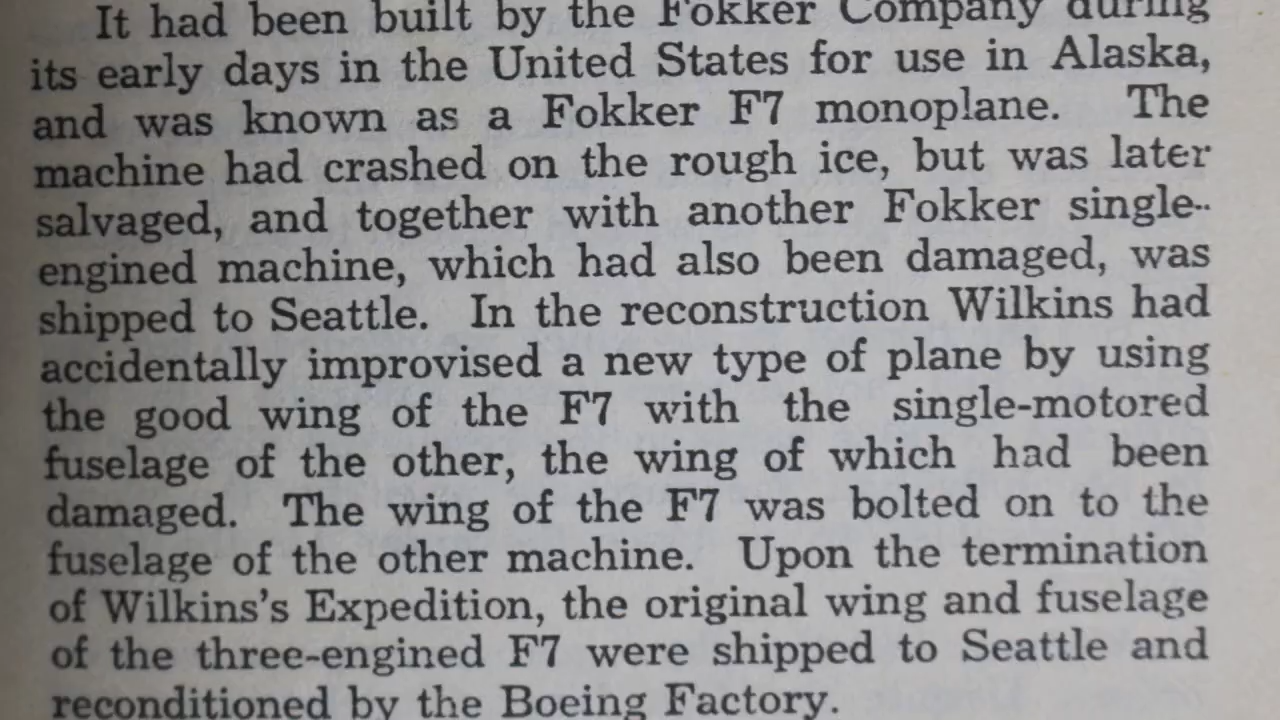 It had been built by the Fokker Company during
its early days in the United States for use in Alaska,
and was known as a Fokker F7 monoplane. The
machine had crashed on the rough ice, but was later
salvaged, and together with another Fokker single-
engined machine, which had also been damaged, was
shipped to Seattle. In the reconstruction Wilkins had
accidentally improvised a new type of plane by using
the good wing of the F7 with the single-motored
fuselage of the other, the wing of which had been
damaged. The wing of the F7 was bolted on to the
fuselage of the other machine. Upon the termination
of Wilkins's Expedition, the original wing and fuselage
of the three-engined F7 were shipped to Seattle and
reconditioned by the Boeing Factory.